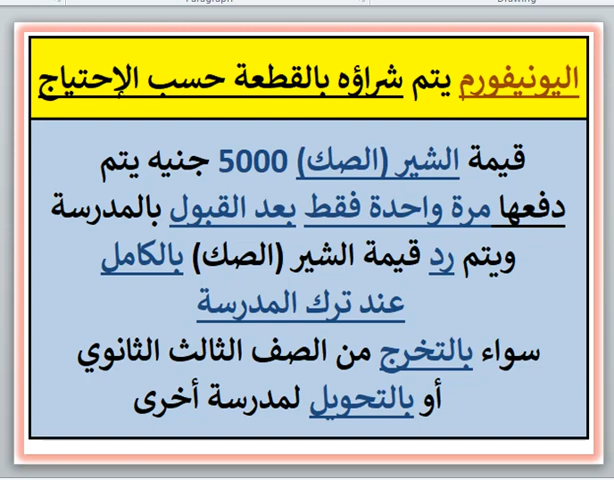 اليونيفورم يتم شراؤه بالقطعة حسب الإحتياج
قيمة الشير (الصك) 5000 جنيه يتم
دفعها مرة واحدة فقط بعد القبول بالمدرسة
ويتم رد قيمة الشير (الصك) بالكامل
عند ترك المدرسة
سواء بالتخرج من الصف الثالث الثانوي
أو بالتحويل لمدرسة أخرى